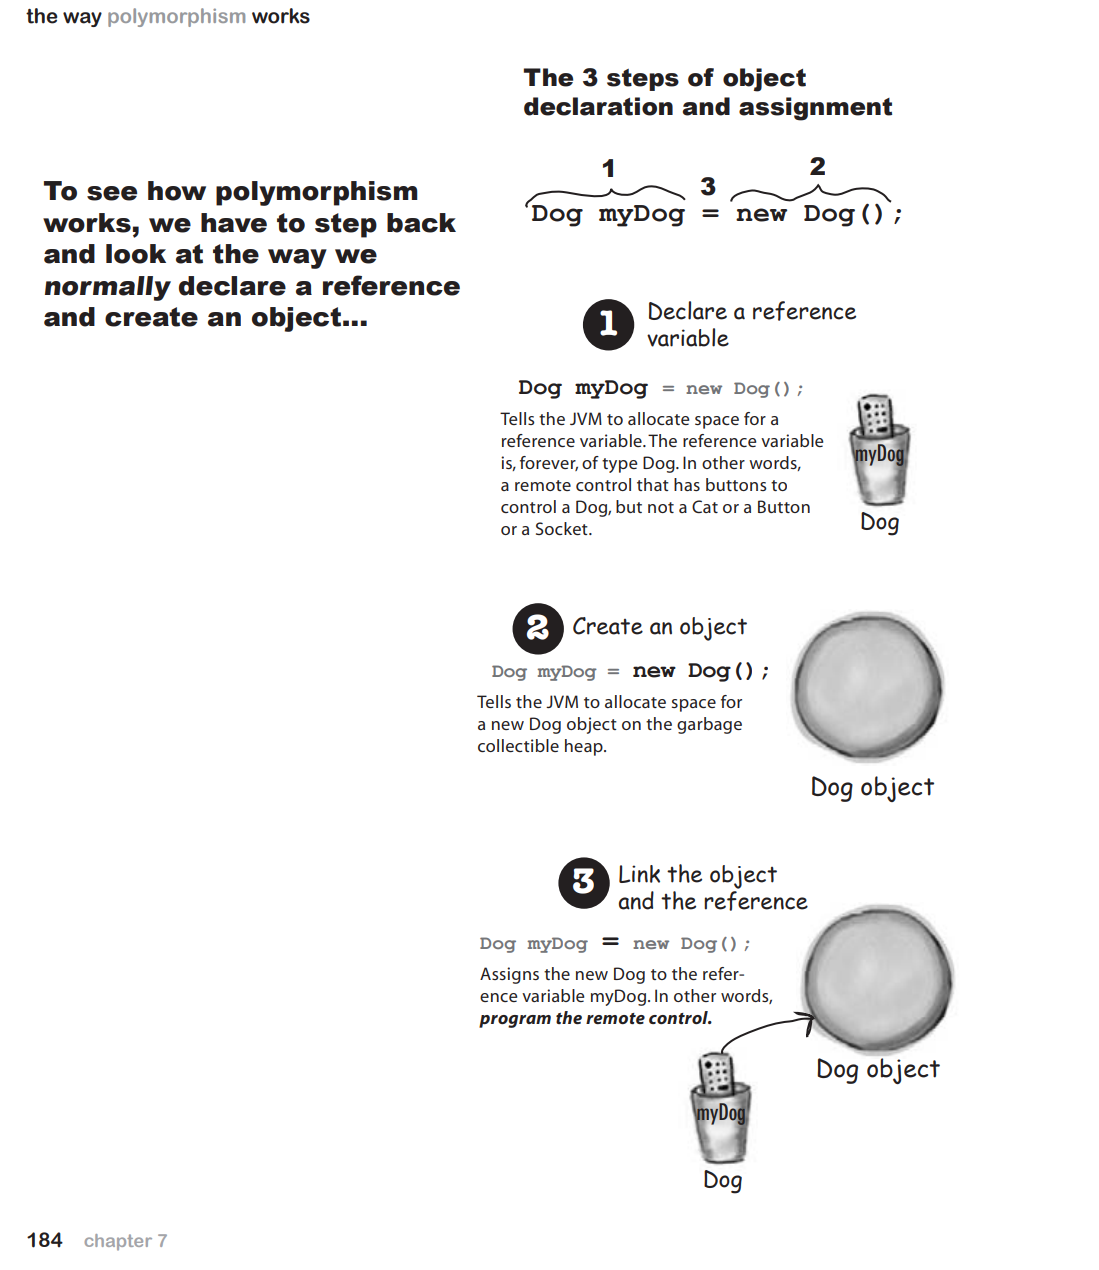 the way polymorphism works
The 3 steps of object
declaration and assignment
1
3
2
Dog myDog = new Dog();
To see how polymorphism
works, we have to step back
and look at the way we
normally declare a reference
and create an object...
1
Declare a reference
variable
Dog myDog = new Dog();
Tells the JVM to allocate space for a
reference variable. The reference variable
is, forever, of type Dog. In other words,
a remote control that has buttons to
control a Dog, but not a Cat or a Button
or a Socket.
myDog
Dog
2
Create an object
Dog myDog = new Dog();
Tells the JVM to allocate space for
a new Dog object on the garbage
collectible heap.
Dog object
3
Link the object
and the reference
Dog myDog = new Dog();
Assigns the new Dog to the refer-
ence variable myDog. In other words,
program the remote control.
Dog object
myDog
Dog
184 chapter 7